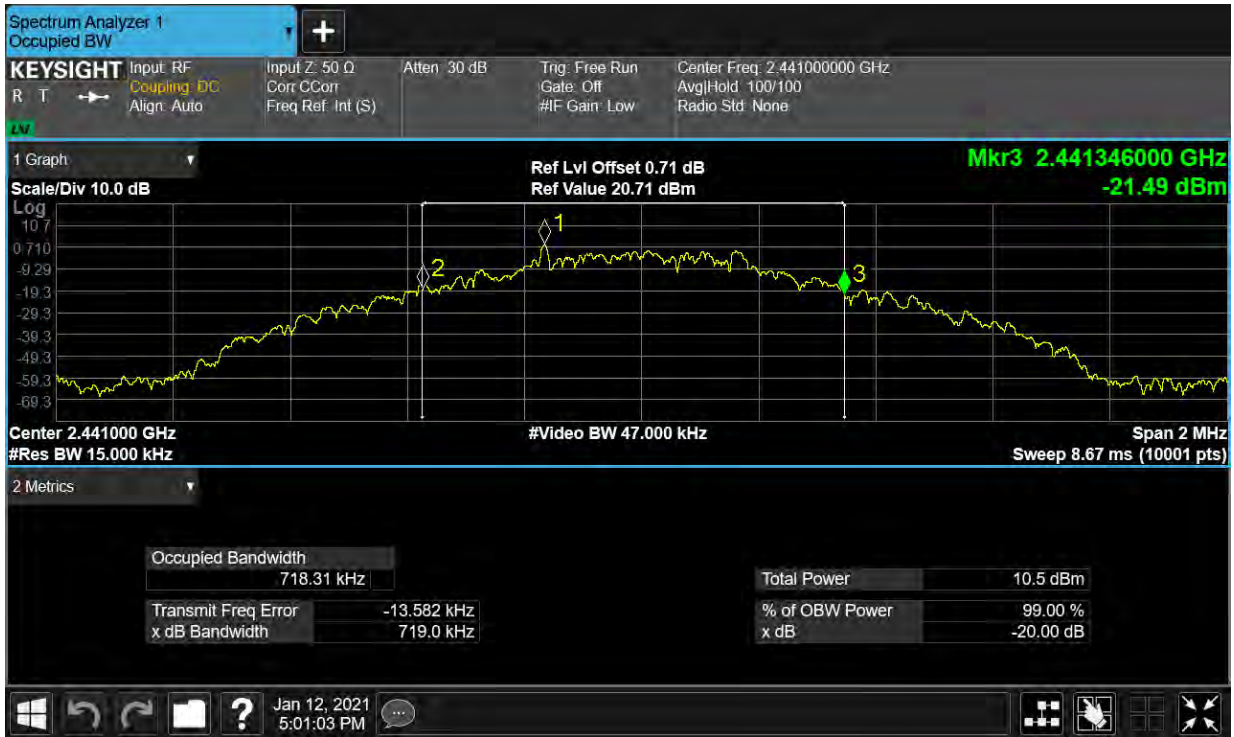 Spectrum Analyzer 1
Occupied BW
KEYSIGHT Input: RF Input Z: 50 Ω Atten: 30 dB Trig: Free Run Center Freq: 2.441000000 GHz
R T Coupling: DC Corr CCorr Gate: Off Avg|Hold: 100/100
Align: Auto Freq Ref: Int (S) #IF Gain: Low Radio Std: None
LXI
1 Graph Ref Lvl Offset 0.71 dB Mkr3 2.441346000 GHz
Scale/Div 10.0 dB Ref Value 20.71 dBm -21.49 dBm
Log
10.7
0.710
-9.29
-19.3
-29.3
-39.3
-49.3
-59.3
-69.3
1
2
3
Center 2.441000 GHz #Video BW 47.000 kHz Span 2 MHz
#Res BW 15.000 kHz Sweep 8.67 ms (10001 pts)
2 Metrics
Occupied Bandwidth
718.31 kHz Total Power 10.5 dBm
Transmit Freq Error -13.582 kHz % of OBW Power 99.00 %
x dB Bandwidth 719.0 kHz x dB -20.00 dB
? Jan 12, 2021
5:01:03 PM